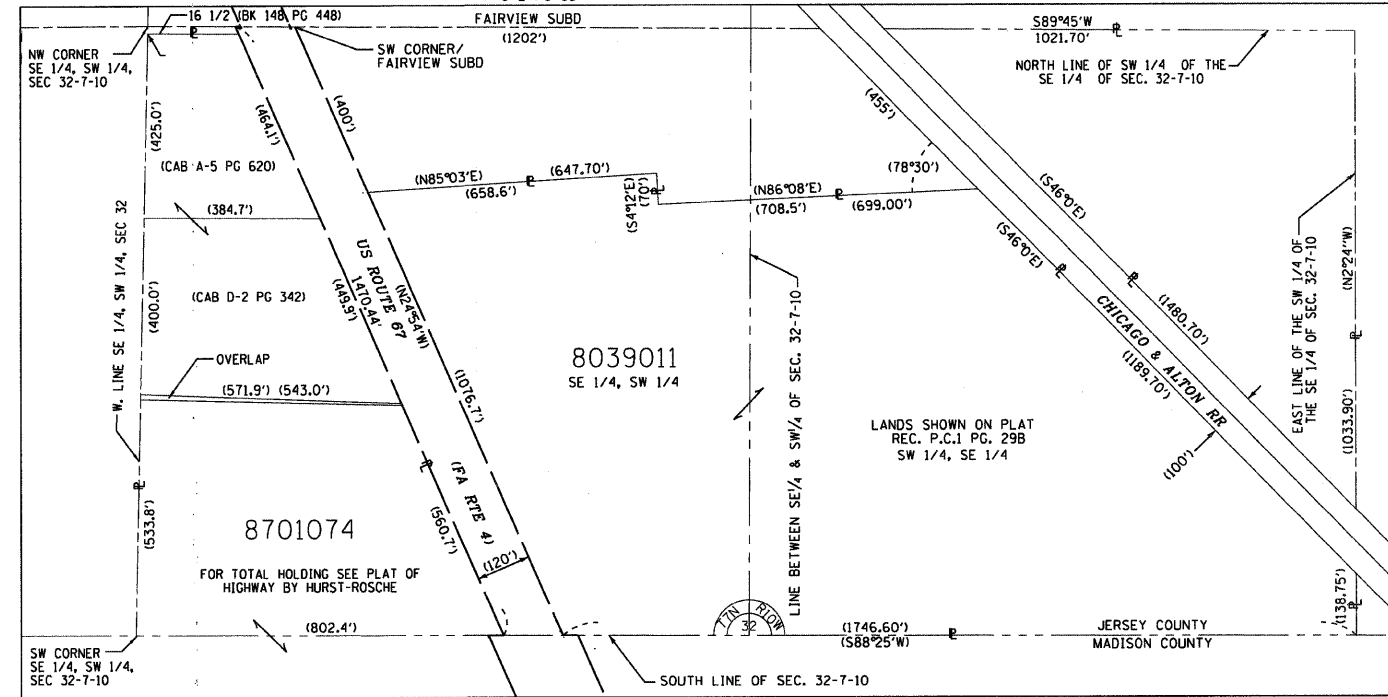 16 1/2 (BK 148 PG 448)
FAIRVIEW SUBD
(1202')
S89°45'W
1021.70'
NW CORNER
SE 1/4, SW 1/4,
SEC 32-7-10
SW CORNER/
FAIRVIEW SUBD
NORTH LINE OF SW 1/4 OF THE
SE 1/4 OF SEC. 32-7-10
(425.0')
(464.1')
(400')
(455')
(CAB A-5 PG 620)
(N85°03'E)
(647.70')
(658.6')
(S4°12'E)
(70')
(N86°08'E)
(78°30')
(708.5')
(699.00')
(384.7')
(S46°0'E)
(S46°0'E)
W. LINE SE 1/4, SW 1/4, SEC 32
US ROUTE 67
1470.44'
(449.9')
(N24°54'W)
(CAB D-2 PG 342)
(400.0')
OVERLAP
(571.9') (543.0')
(1076.7')
8039011
SE 1/4, SW 1/4
LINE BETWEEN SE1/4 & SW1/4 OF SEC. 32-7-10
CHICAGO & ALTON RR
(1480.70')
(1189.70')
(100')
EAST LINE OF THE SW 1/4 OF
THE SE 1/4 OF SEC. 32-7-10
(N2°24"W)
(1033.90')
LANDS SHOWN ON PLAT
REC. P.C.1 PG. 29B
SW 1/4, SE 1/4
(533.8')
8701074
FOR TOTAL HOLDING SEE PLAT OF
HIGHWAY BY HURST-ROSCHE
(FA RTE 4)
(560.7')
(120')
(802.4')
T7N R10W
32
(1746.60')
(S88°25'W)
JERSEY COUNTY
MADISON COUNTY
(138.75')
SW CORNER
SE 1/4, SW 1/4,
SEC 32-7-10
SOUTH LINE OF SEC. 32-7-10